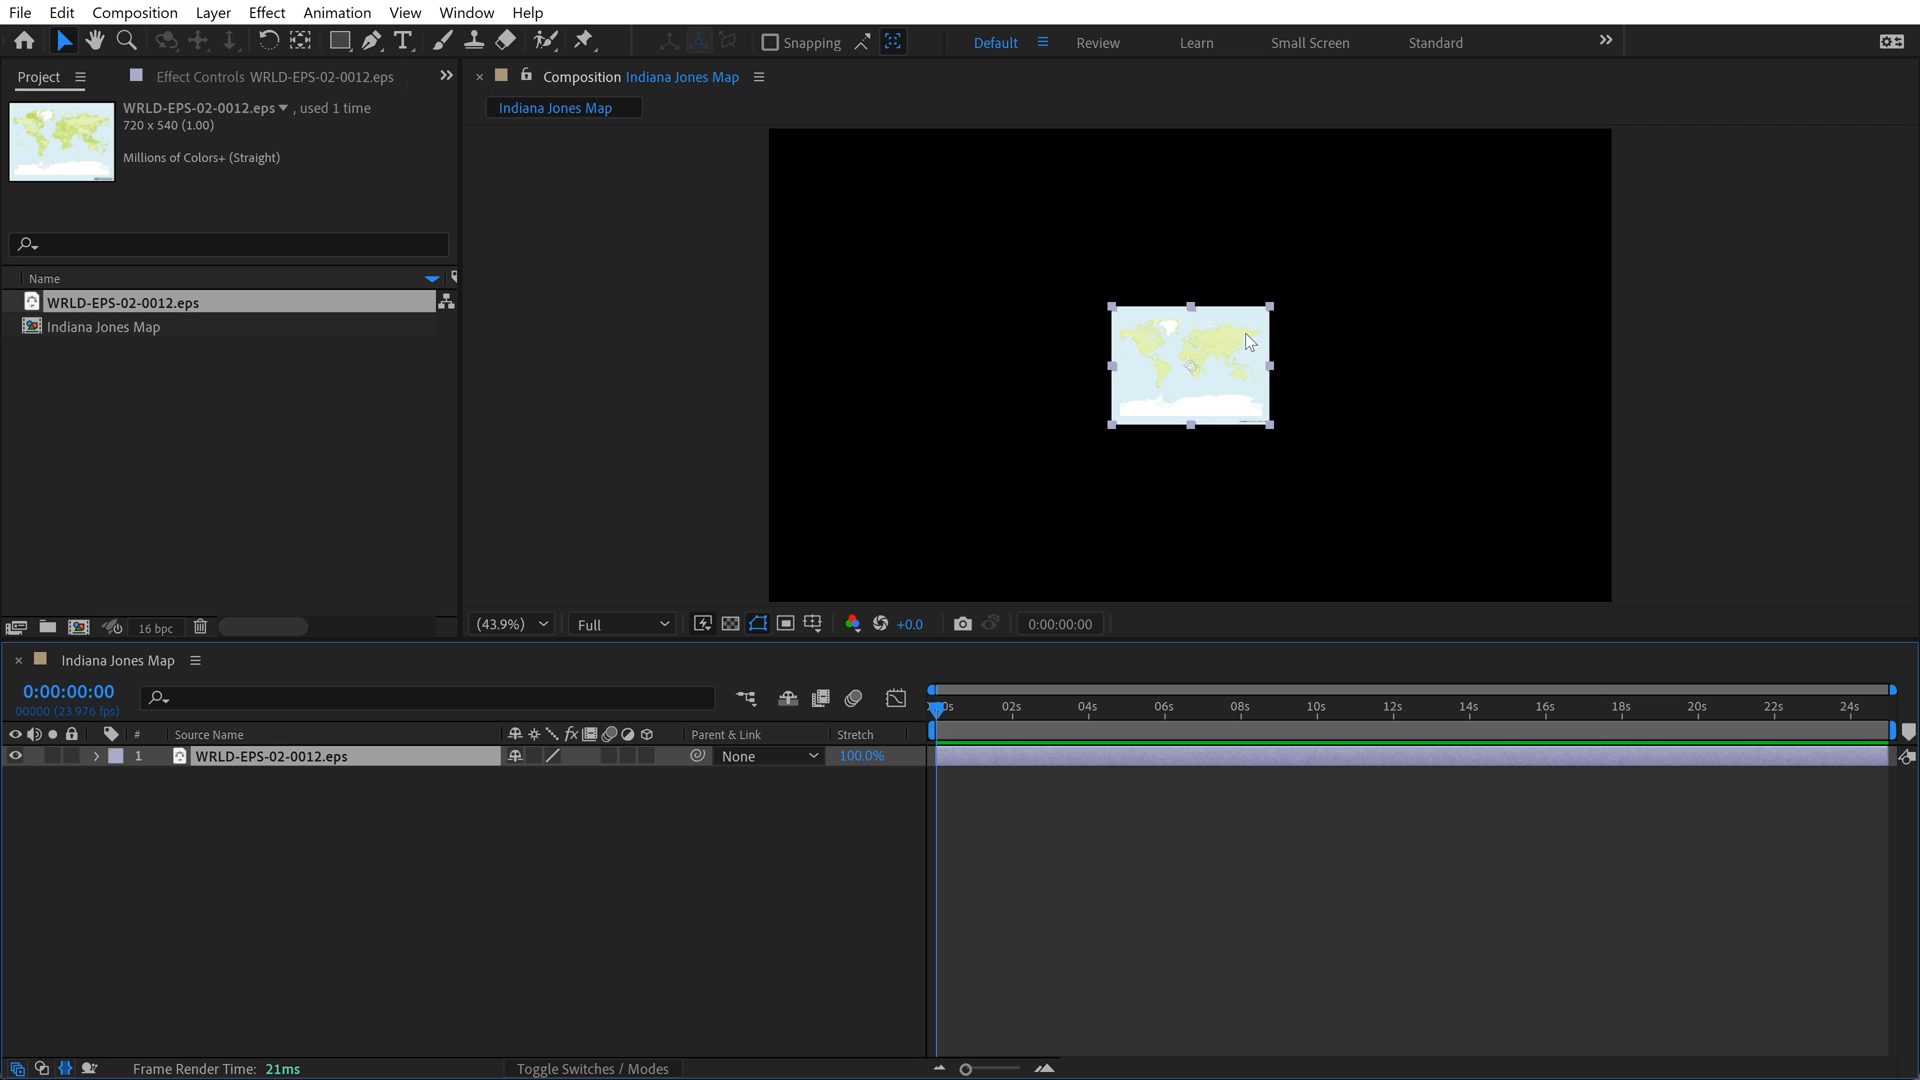 File Edit Composition Layer Effect Animation View Window Help
Snapping Default Review Learn Small Screen Standard
Project Effect Controls WRLD-EPS-02-0012.eps
Composition Indiana Jones Map
Indiana Jones Map
WRLD-EPS-02-0012.eps , used 1 time
720 x 540 (1.00)
Millions of Colors+ (Straight)
Name
WRLD-EPS-02-0012.eps
Indiana Jones Map
16 bpc
(43.9%) Full +0.0 0:00:00:00
Indiana Jones Map
0:00:00:00
00000 (23.976 fps)
02s 04s 06s 08s 10s 12s 14s 16s 18s 20s 22s 24s
# Source Name fx Parent & Link Stretch
1 WRLD-EPS-02-0012.eps None 100.0%
Frame Render Time: 21ms Toggle Switches / Modes